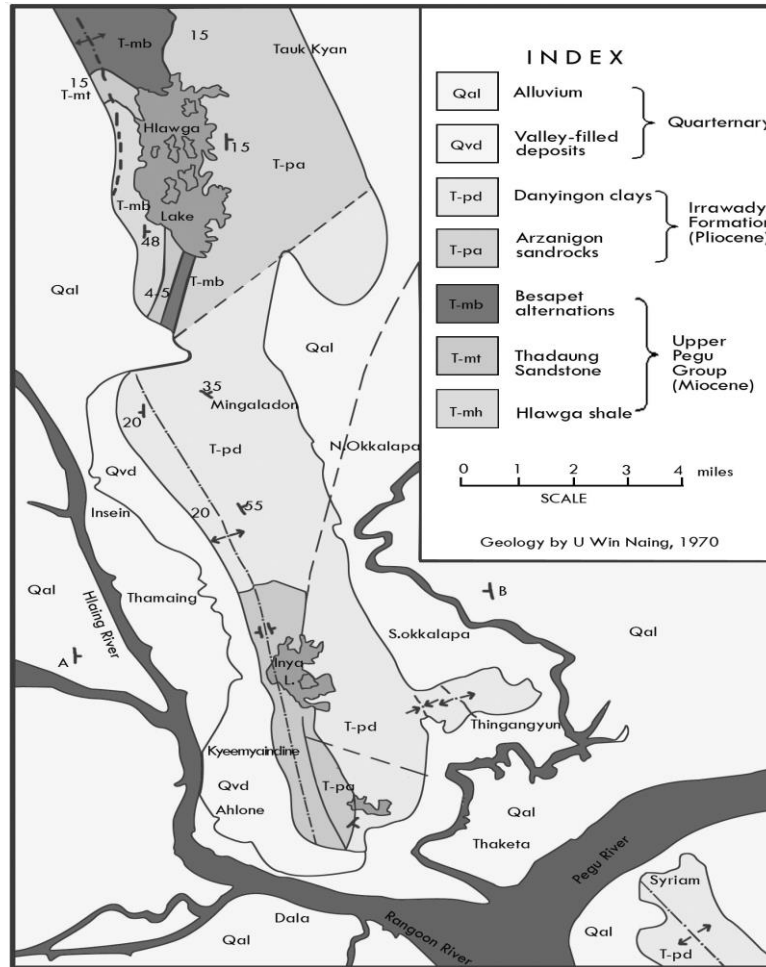 T-mb
15
Tauk Kyan
15
T-mt
Hlawga
15
T-pa
T-mb
Lake
48
T-mb
4-5
Qal
Qal
35
Mingaladon
20
T-pd
N.Okkalapa
Qvd
Insein
20
55
Qal
Thamaing
Hlaing River
A
B
S.okkalapa
Qal
Inya
L.
T-pd
Thingangyun
Kyeemyaindine
Qvd
Ahlone
T-pa
Qal
Thaketa
Pegu River
Syriam
Dala
Qal
Rangoon River
Qal
T-pd
INDEX
Qal Alluvium
Qvd Valley-filled
deposits
Quarternary
T-pd Danyingon clays
T-pa Arzanigon
sandrocks
Irrawady
Formation
(Pliocene)
T-mb Besapet
alternations
T-mt Thadaung
Sandstone
T-mh Hlawga shale
Upper
Pegu
Group
(Miocene)
0 1 2 3 4 miles
SCALE
Geology by U Win Naing, 1970